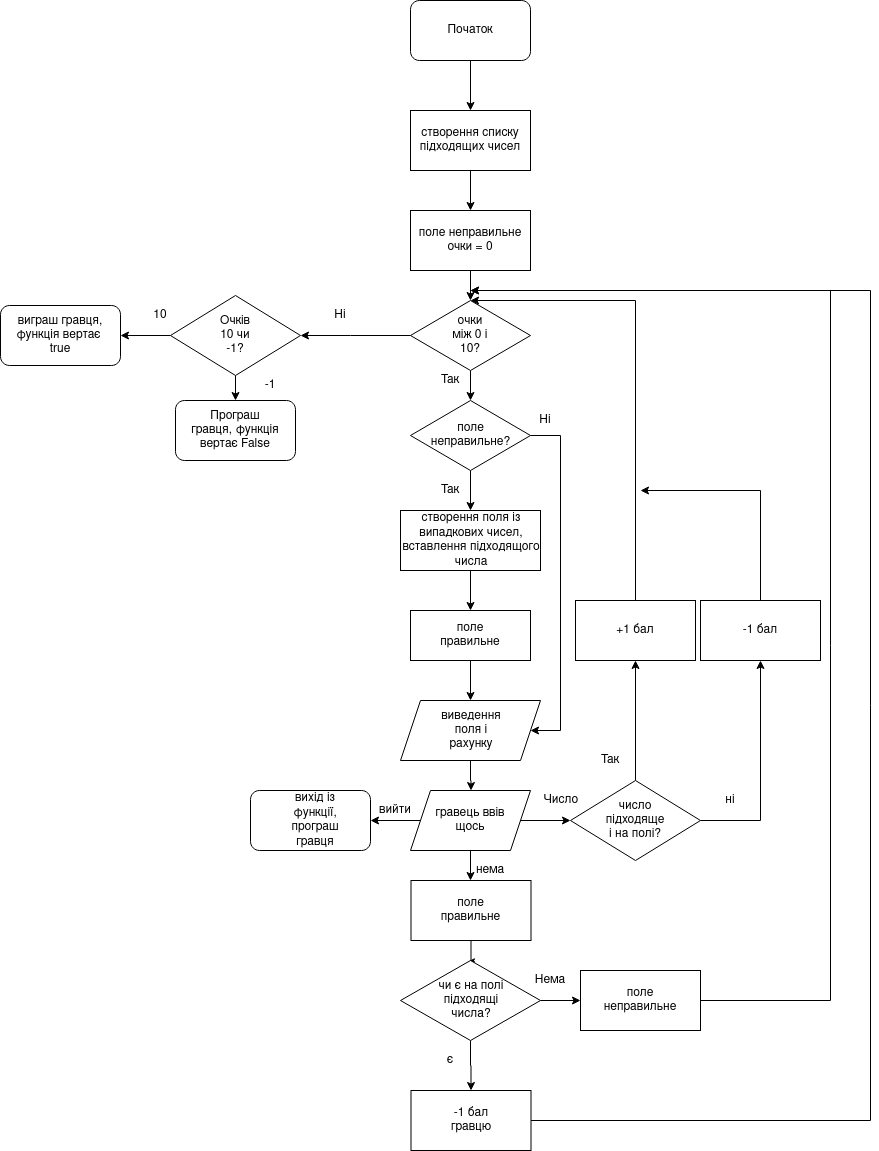 Початок
створення списку
підходящих чисел
поле неправильне
очки = 0
виграш гравця,
функція вертає
true
10
Очків
10 чи
-1?
Ні
очки
між 0 і
10?
-1
Програш
гравця, функція
вертає False
Так
поле
неправильне?
Ні
Так
створення поля із
випадкових чисел,
вставлення підходящого
числа
поле
правильне
+1 бал
-1 бал
виведення
поля і
рахунку
Так
ні
вихід із
функції,
програш
гравця
вийти
гравець ввів
щось
Число
число
підходяще
і на полі?
нема
поле
правильне
чи є на полі
підходящі
числа?
Нема
поле
неправильне
є
-1 бал
гравцю